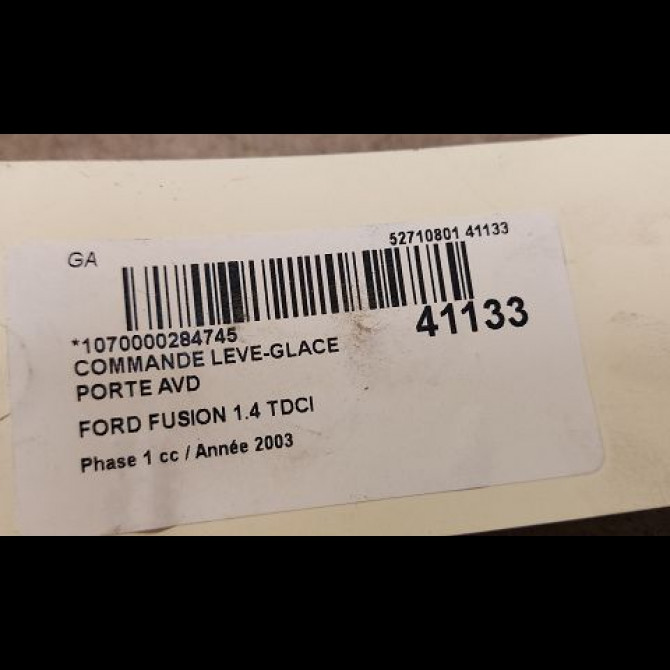 GA
52710801 41133
*1070000284745
41133
COMMANDE LEVE-GLACE
PORTE AVD
FORD FUSION 1.4 TDCI
Phase 1 cc / Année 2003